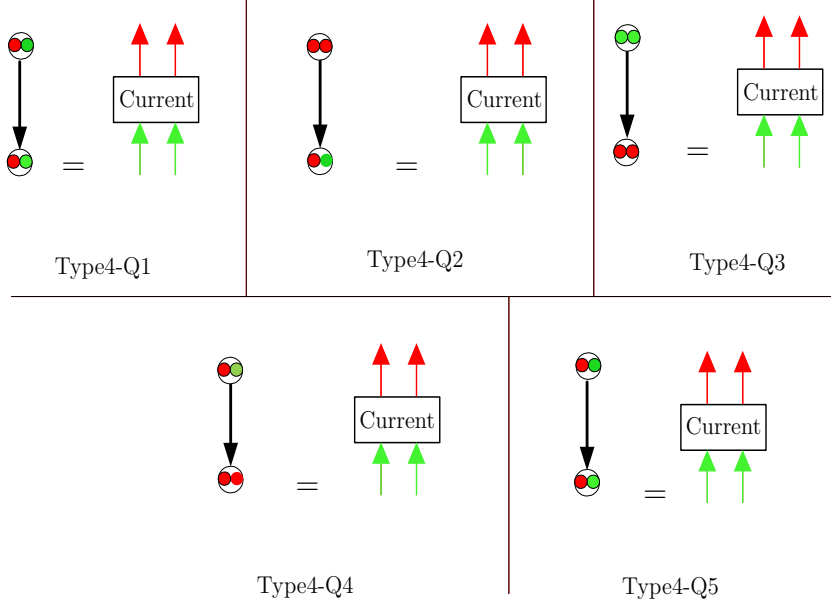 Current
=
Type4-Q1
Current
=
Type4-Q2
Current
=
Type4-Q3
Current
=
Type4-Q4
Current
=
Type4-Q5